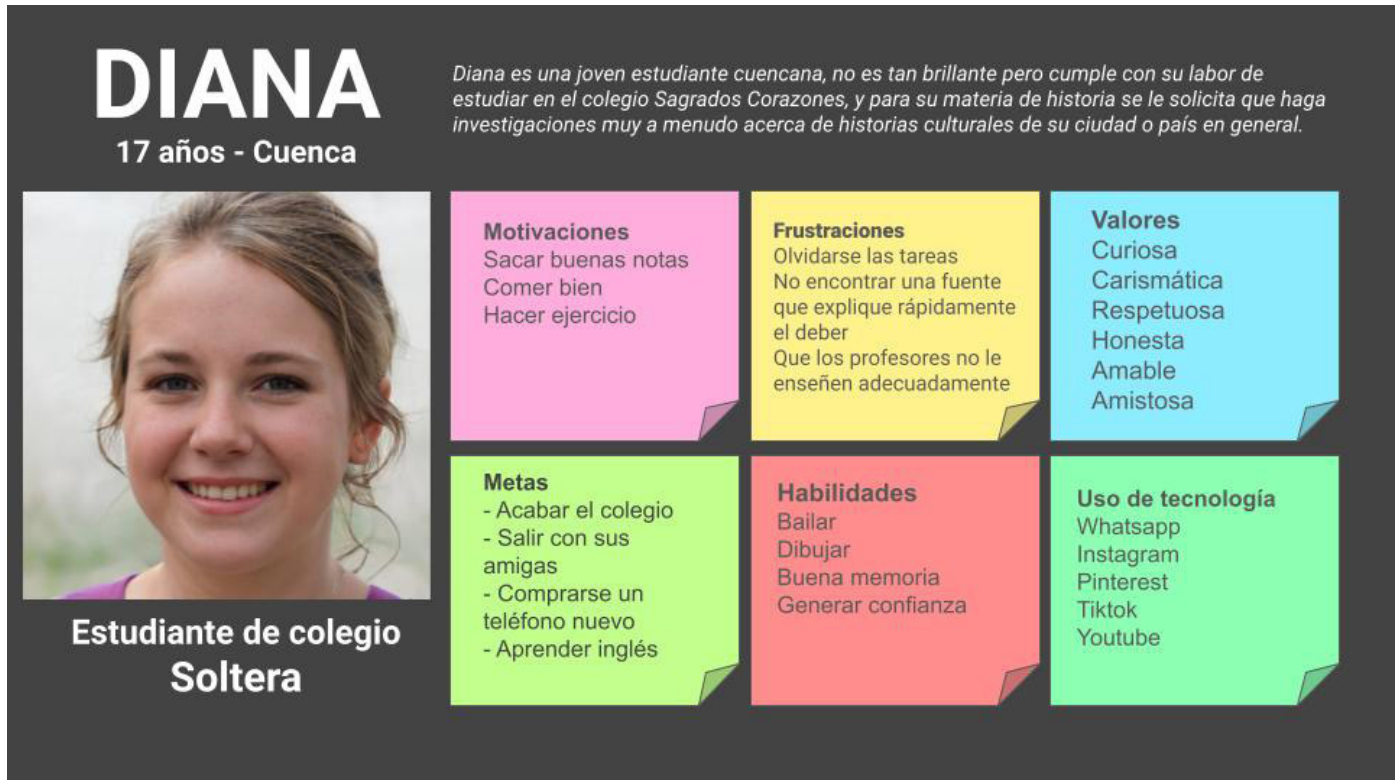 DIANA
17 años - Cuenca
Diana es una joven estudiante cuencana, no es tan brillante pero cumple con su labor de
estudiar en el colegio Sagrados Corazones, y para su materia de historia se le solicita que haga
investigaciones muy a menudo acerca de historias culturales de su ciudad o país en general.
Motivaciones
Sacar buenas notas
Comer bien
Hacer ejercicio
Frustraciones
Olvidarse las tareas
No encontrar una fuente
que explique rápidamente
el deber
Que los profesores no le
enseñen adecuadamente
Valores
Curiosa
Carismática
Respetuosa
Honesta
Amable
Amistosa
Metas
- Acabar el colegio
- Salir con sus
amigas
- Comprarse un
teléfono nuevo
- Aprender inglés
Habilidades
Bailar
Dibujar
Buena memoria
Generar confianza
Uso de tecnología
Whatsapp
Instagram
Pinterest
Tiktok
Youtube
Estudiante de colegio
Soltera